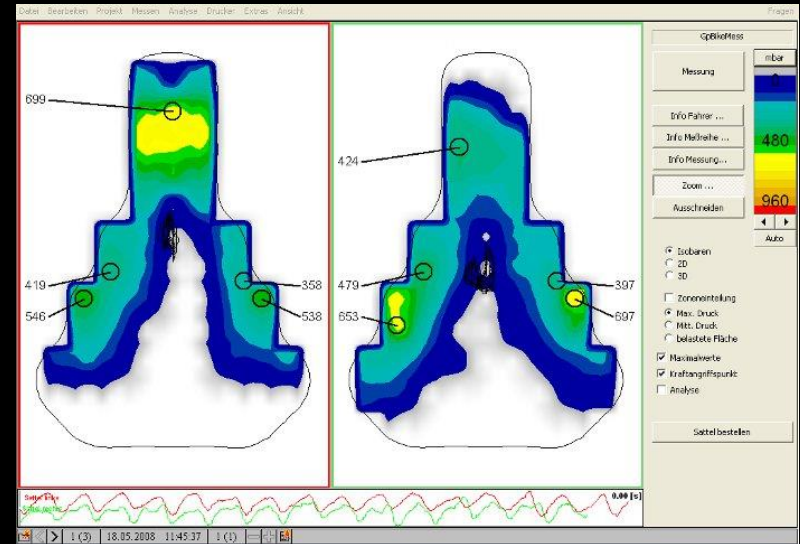 Datei Bearbeiten Projekt Messen Analyse Drucker Extras Ansicht Fragen
GpBikeMess
Messung
mbar
0
480
960
Info Fahrer ...
Info Meßreihe ...
Info Messung...
Zoom ...
Ausschneiden
Auto
Isobaren
2D
3D
Zoneneinteilung
Max. Druck
Mitt. Druck
belastete Fläche
Maximalwerte
Kraftangriffspunkt
Analyse
Sattel bestellen
699
419
546
358
538
424
479
653
397
697
Sattel links
0.00 [s]
1 (3) 18.05.2008 11:45:37 1 (1)